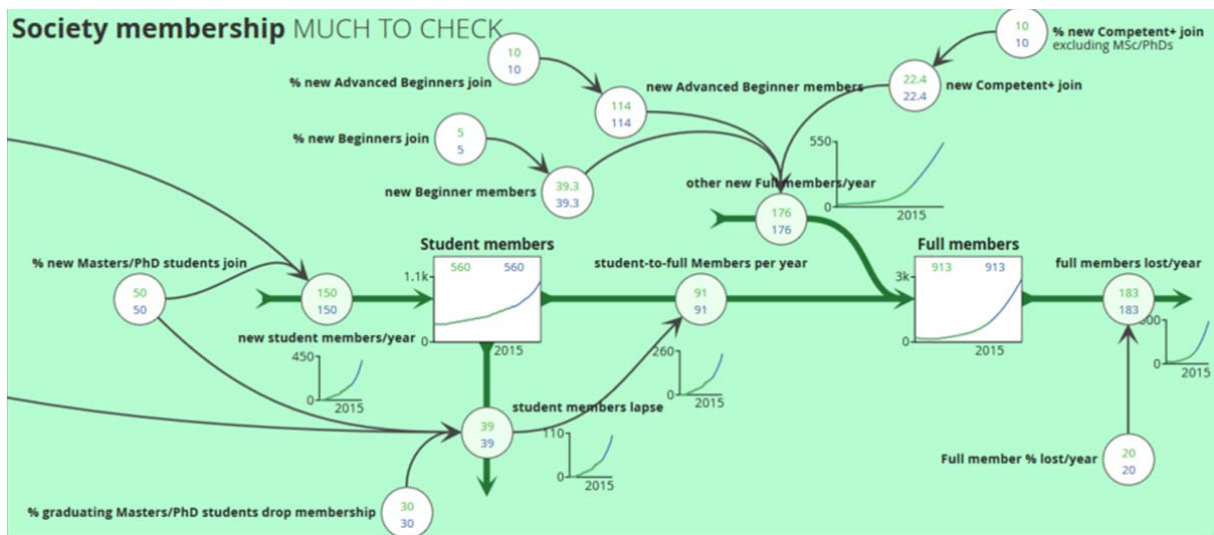 Society membership MUCH TO CHECK
10
10
% new Advanced Beginners join
10
10
% new Competent+ join
excluding MSc/PhDs
114
114
new Advanced Beginner members
22.4
22.4
new Competent+ join
5
5
% new Beginners join
39.3
39.3
new Beginner members
other new Full members/year
176
176
550
0
2015
% new Masters/PhD students join
50
50
150
150
new student members/year
450
0
2015
Student members
560 560
1.1k
0
2015
student-to-full Members per year
91
91
260
0
2015
Full members
913 913
3k
0
2015
full members lost/year
183
183
0
2015
student members lapse
39
39
110
0
2015
Full member % lost/year
20
20
% graduating Masters/PhD students drop membership
30
30